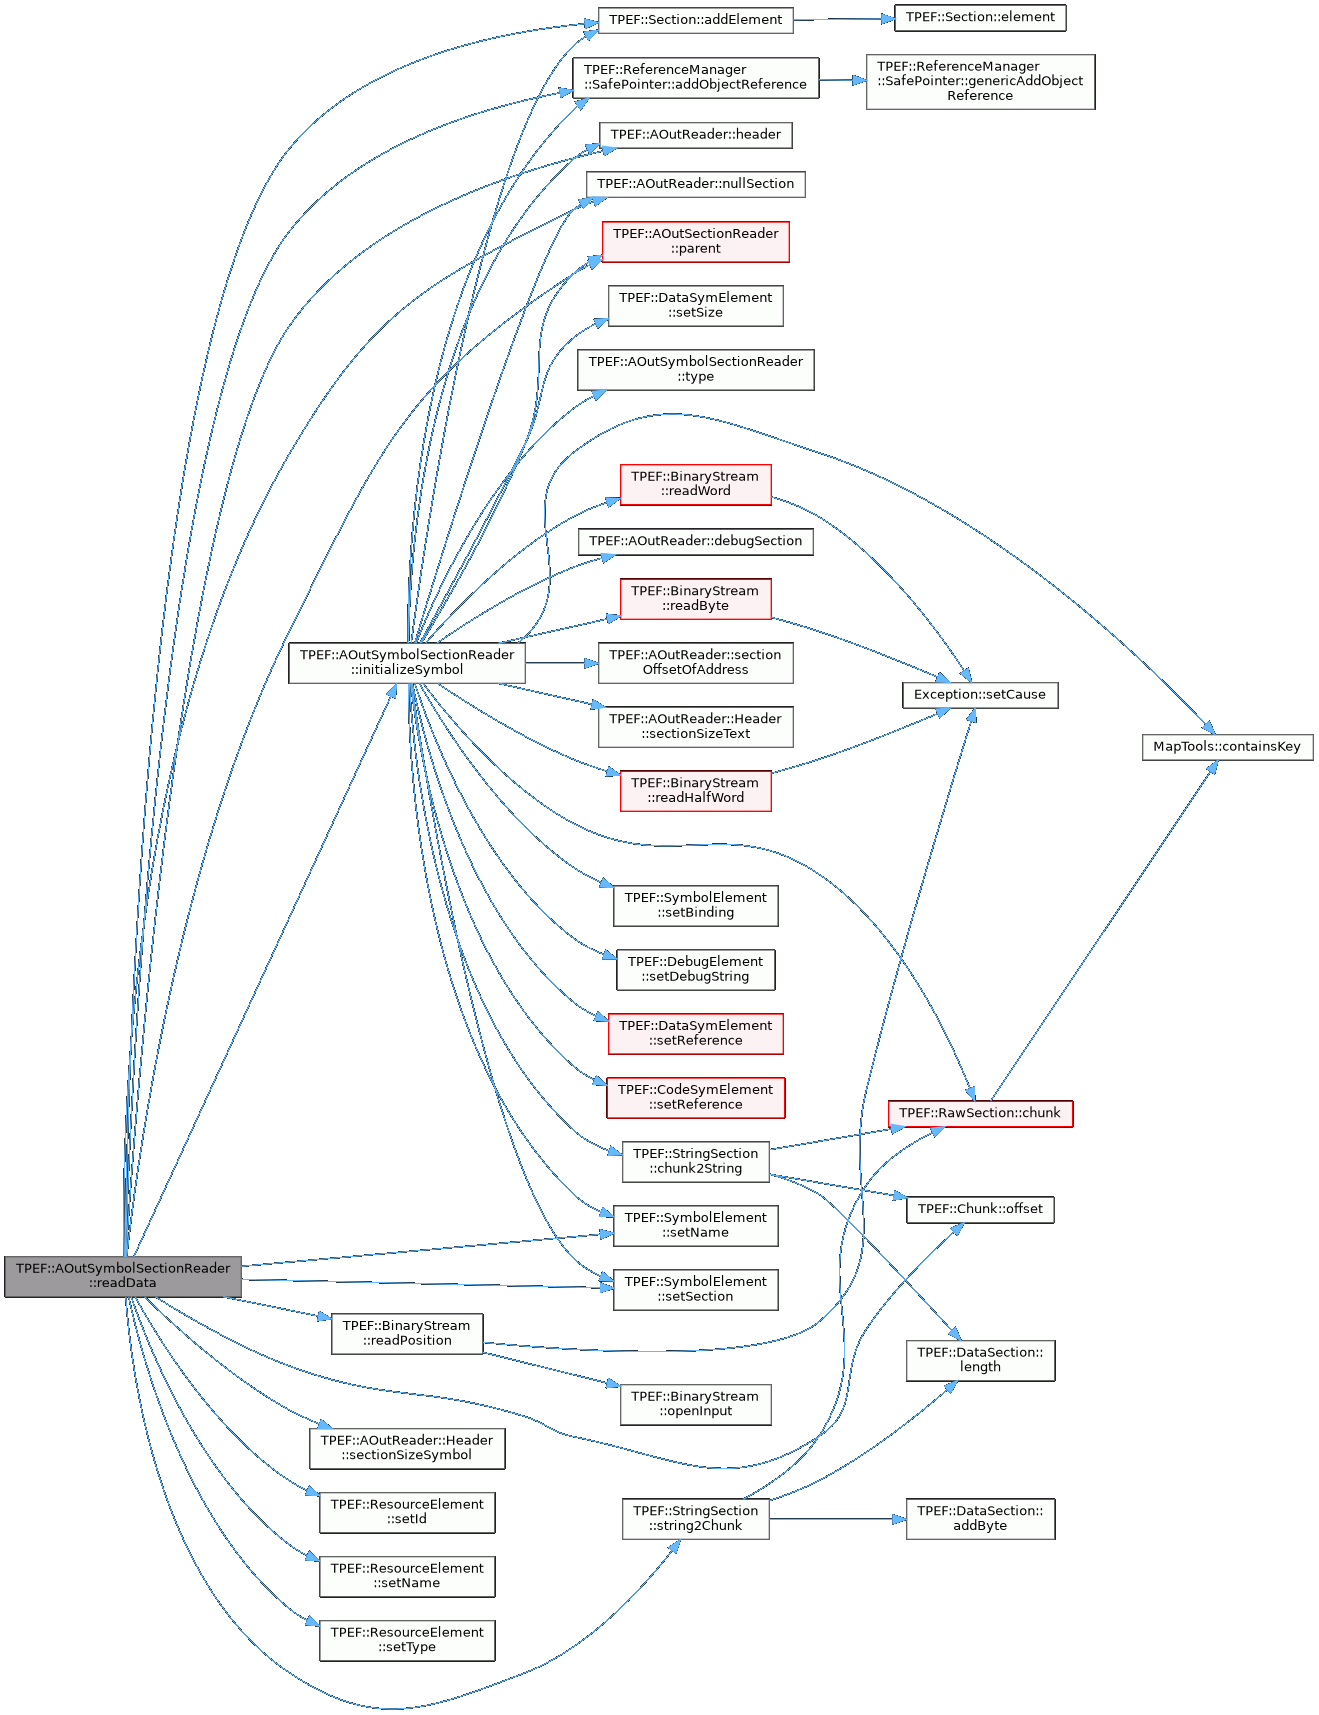 TPEF::Section::addElement
TPEF::Section::element
TPEF::ReferenceManager
::SafePointer::addObjectReference
TPEF::ReferenceManager
::SafePointer::genericAddObject
Reference
TPEF::AOutReader::header
TPEF::AOutReader::nullSection
TPEF::AOutSectionReader
::parent
TPEF::DataSymElement
::setSize
TPEF::AOutSymbolSectionReader
::type
TPEF::BinaryStream
::readWord
TPEF::AOutReader::debugSection
TPEF::BinaryStream
::readByte
TPEF::AOutSymbolSectionReader
::initializeSymbol
TPEF::AOutReader::section
OffsetOfAddress
Exception::setCause
TPEF::AOutReader::Header
::sectionSizeText
MapTools::containsKey
TPEF::BinaryStream
::readHalfWord
TPEF::SymbolElement
::setBinding
TPEF::DebugElement
::setDebugString
TPEF::DataSymElement
::setReference
TPEF::CodeSymElement
::setReference
TPEF::RawSection::chunk
TPEF::StringSection
::chunk2String
TPEF::Chunk::offset
TPEF::SymbolElement
::setName
TPEF::AOutSymbolSectionReader
::readData
TPEF::SymbolElement
::setSection
TPEF::BinaryStream
::readPosition
TPEF::DataSection::
length
TPEF::BinaryStream
::openInput
TPEF::AOutReader::Header
::sectionSizeSymbol
TPEF::ResourceElement
::setId
TPEF::StringSection
::string2Chunk
TPEF::DataSection::
addByte
TPEF::ResourceElement
::setName
TPEF::ResourceElement
::setType